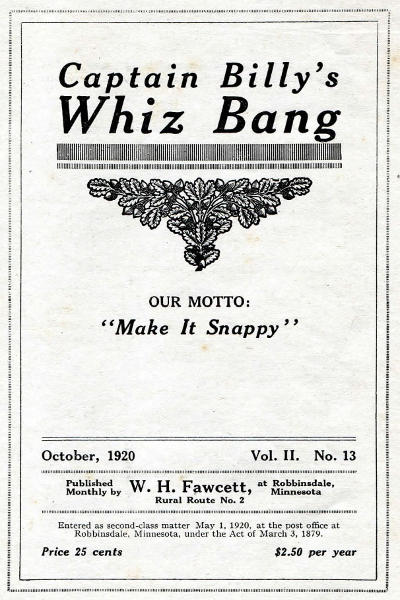 Captain Billy's
Whiz Bang
OUR MOTTO:
"Make It Snappy"
October, 1920 Vol. II. No. 13
Published Monthly by W. H. Fawcett, Rural Route No. 2 at Robbinsdale, Minnesota
Entered as second-class matter May 1, 1920, at the post office at
Robbinsdale, Minnesota, under the Act of March 3, 1879.
Price 25 cents $2.50 per year